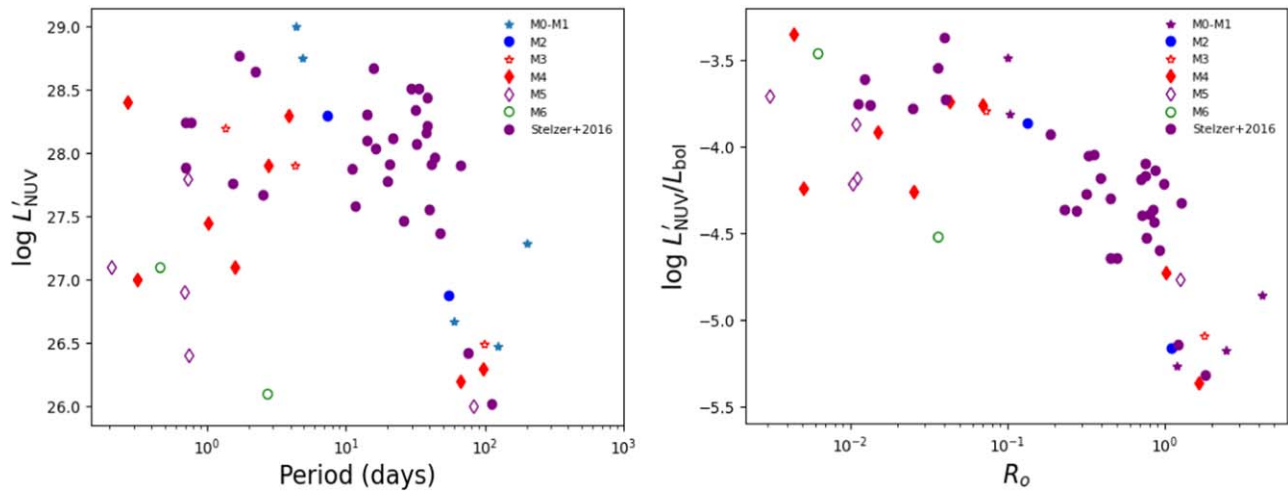 29.0
28.5
28.0
27.5
27.0
26.5
26.0
log L′NUV
10⁰
10¹
10²
10³
Period (days)
M0-M1
M2
M3
M4
M5
M6
Stelzer+2016
−3.5
−4.0
−4.5
−5.0
−5.5
log L′NUV/Lbol
10⁻²
10⁻¹
10⁰
Ro
M0-M1
M2
M3
M4
M5
M6
Stelzer+2016